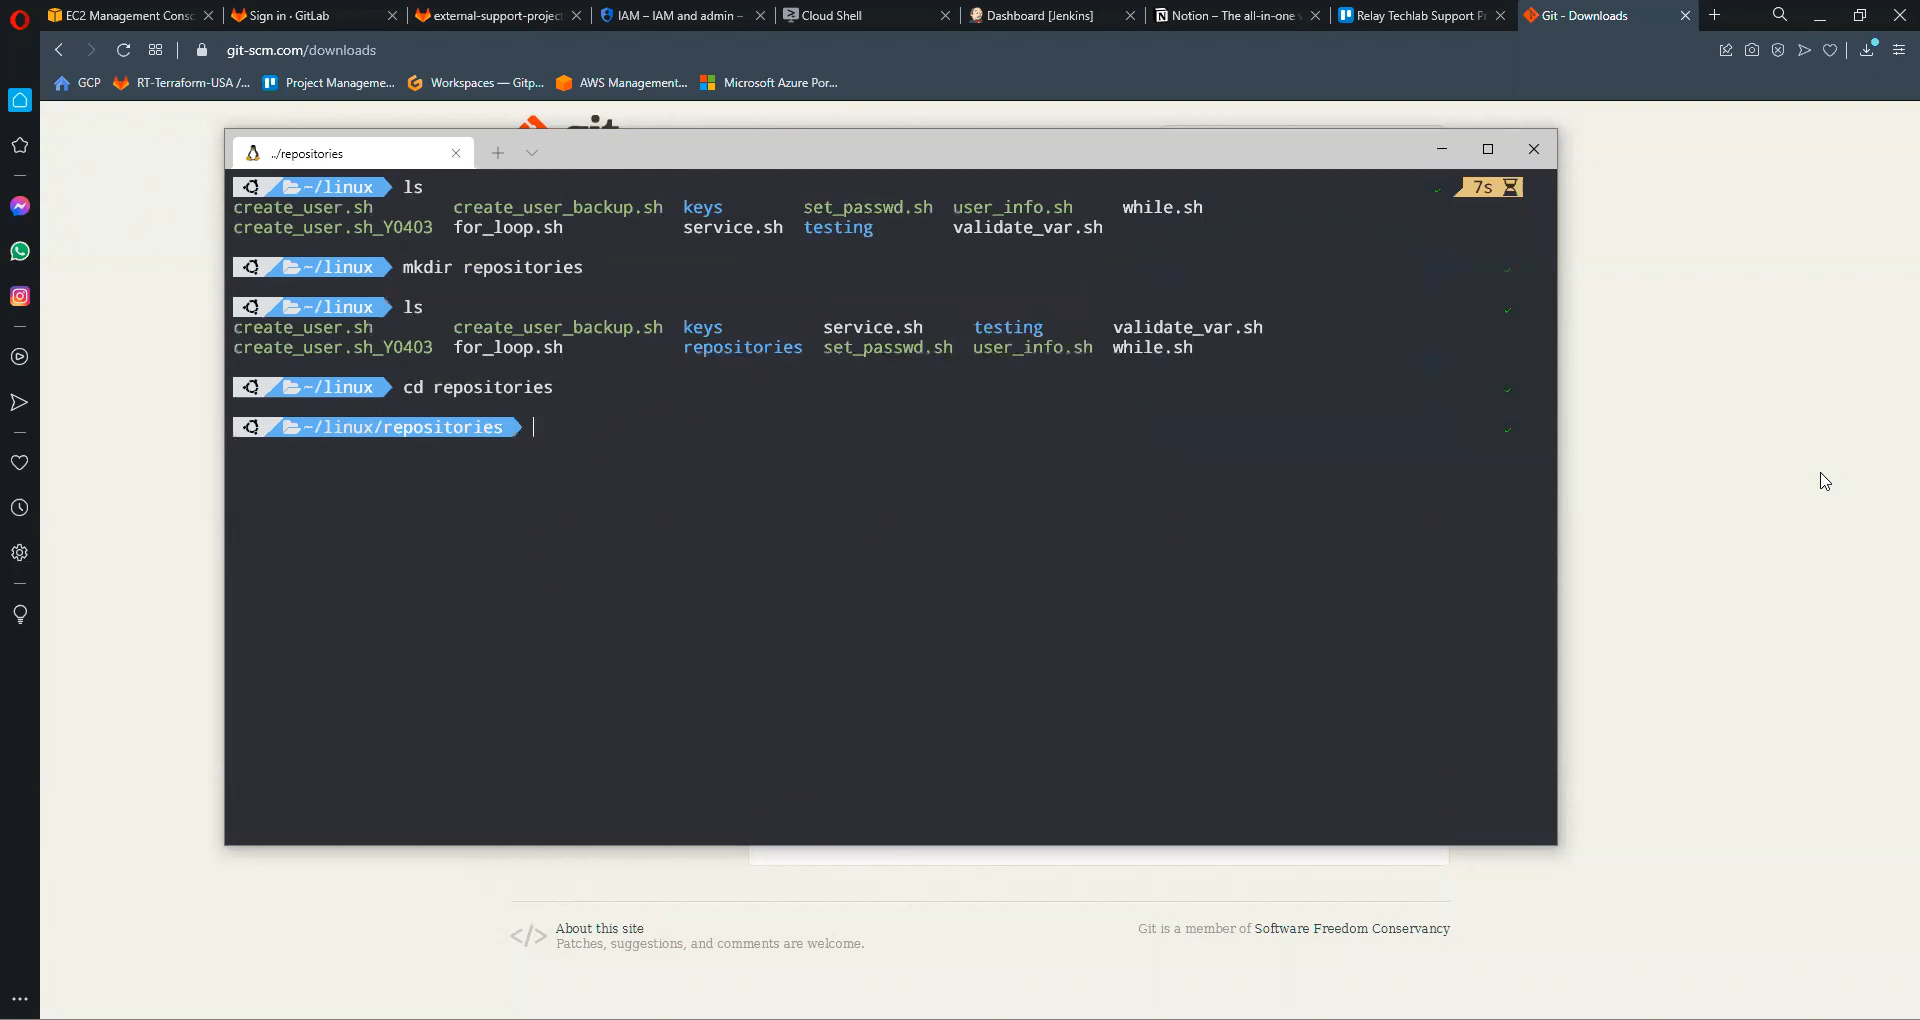 EC2 Management Consc
Sign in · GitLab
external-support-project
IAM – IAM and admin –
Cloud Shell
Dashboard [Jenkins]
Notion – The all-in-one
Relay Techlab Support Pr
Git - Downloads
git-scm.com/downloads
GCP
RT-Terraform-USA /...
Project Manageme...
Workspaces — Gitp...
AWS Management...
Microsoft Azure Por...
git
../repositories
~/linux ls
7s
create_user.sh create_user_backup.sh keys set_passwd.sh user_info.sh while.sh
create_user.sh_Y0403 for_loop.sh service.sh testing validate_var.sh
~/linux mkdir repositories
~/linux ls
create_user.sh create_user_backup.sh keys service.sh testing validate_var.sh
create_user.sh_Y0403 for_loop.sh repositories set_passwd.sh user_info.sh while.sh
~/linux cd repositories
~/linux/repositories
About this site
Patches, suggestions, and comments are welcome.
Git is a member of Software Freedom Conservancy